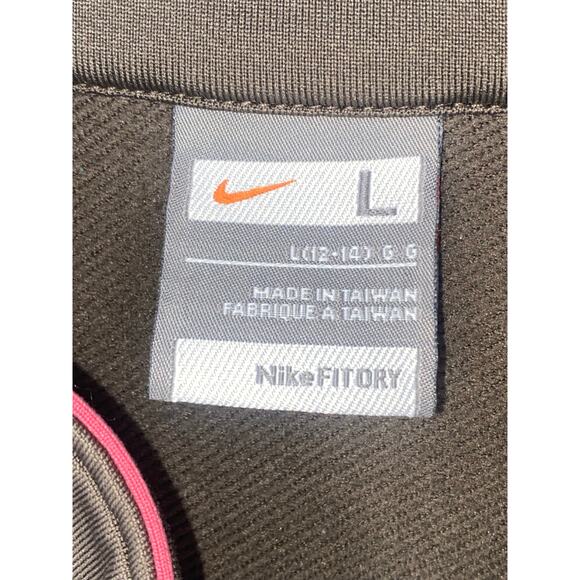 L
L(12-14) G G
MADE IN TAIWAN
FABRIQUE A TAIWAN
NikeFITDRY